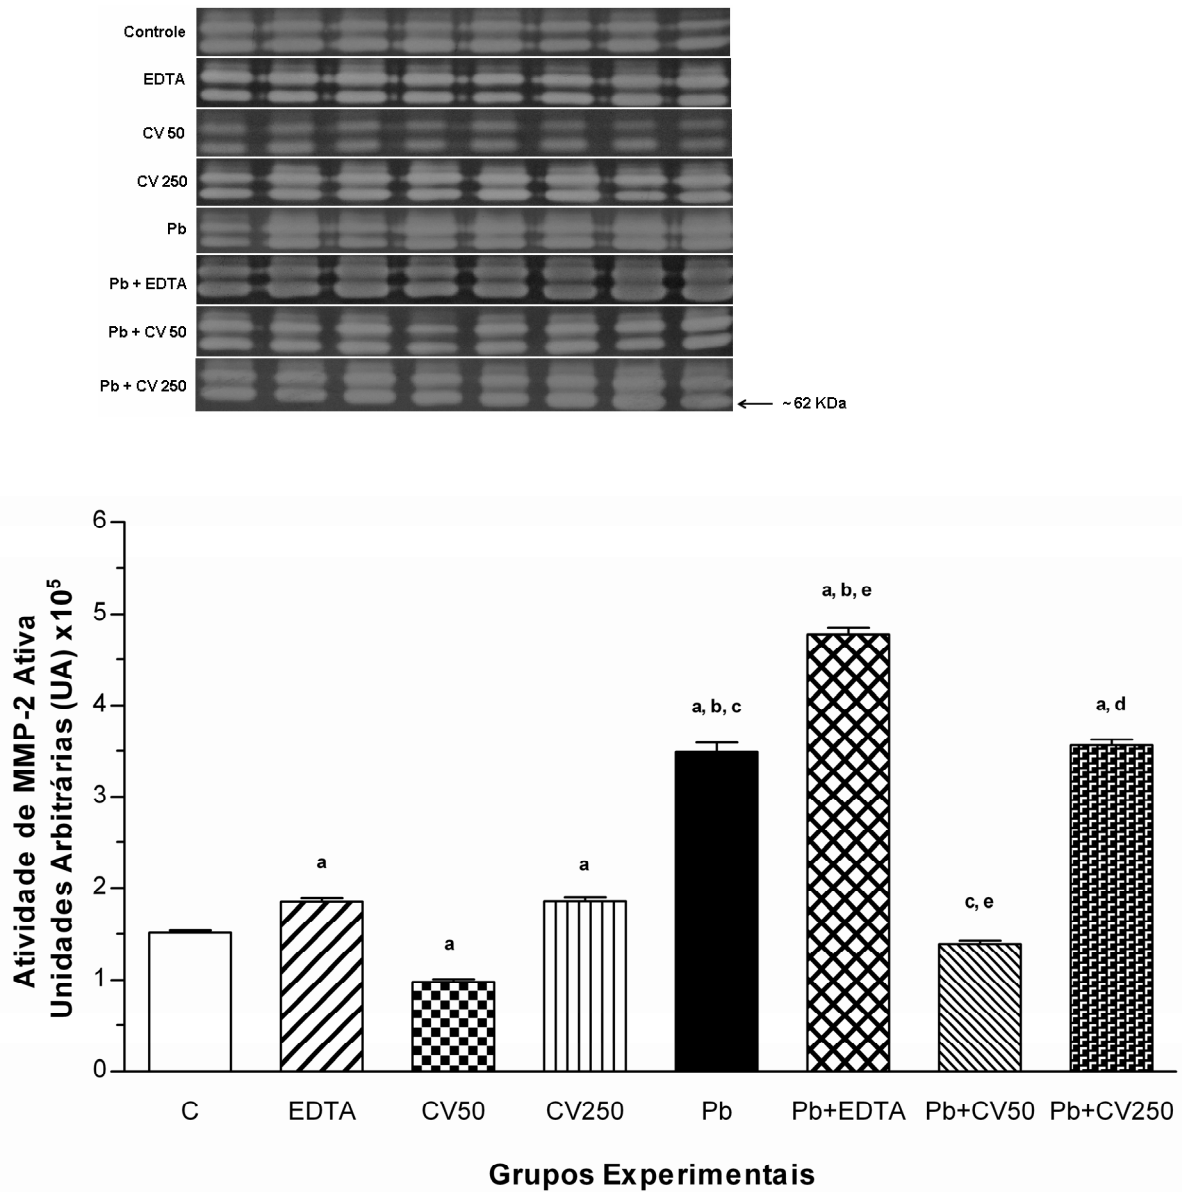 Controle
EDTA
CV 50
CV 250
Pb
Pb + EDTA
Pb + CV 50
Pb + CV 250
~62 KDa
Atividade de MMP-2 Ativa
Unidades Arbitrárias (UA) x10⁵
6
5
4
3
2
1
0
a
a
a
a, b, c
a, b, e
c, e
a, d
C EDTA CV50 CV250 Pb Pb+EDTA Pb+CV50 Pb+CV250
Grupos Experimentais